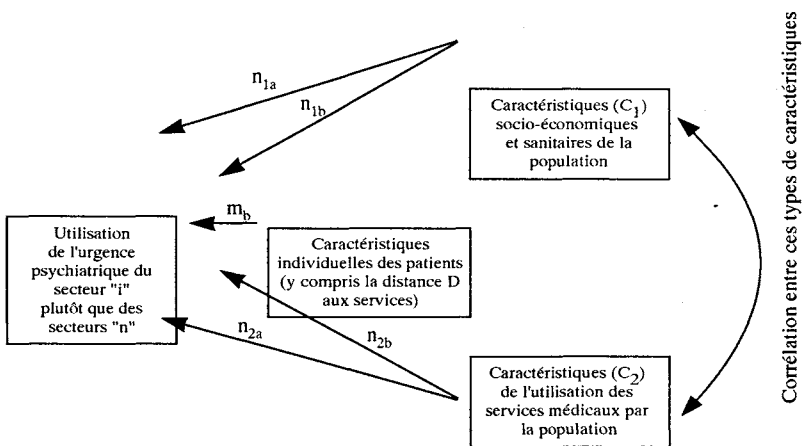 n1a
n1b
Caractéristiques (C1)
socio-économiques
et sanitaires de la
population
mb
Utilisation
de l'urgence
psychiatrique du
secteur "i"
plutôt que des
secteurs "n"
Caractéristiques
individuelles des patients
(y compris la distance D
aux services)
n2a
n2b
Caractéristiques (C2)
de l'utilisation des
services médicaux par
la population
Corrélation entre ces types de caractéristiques